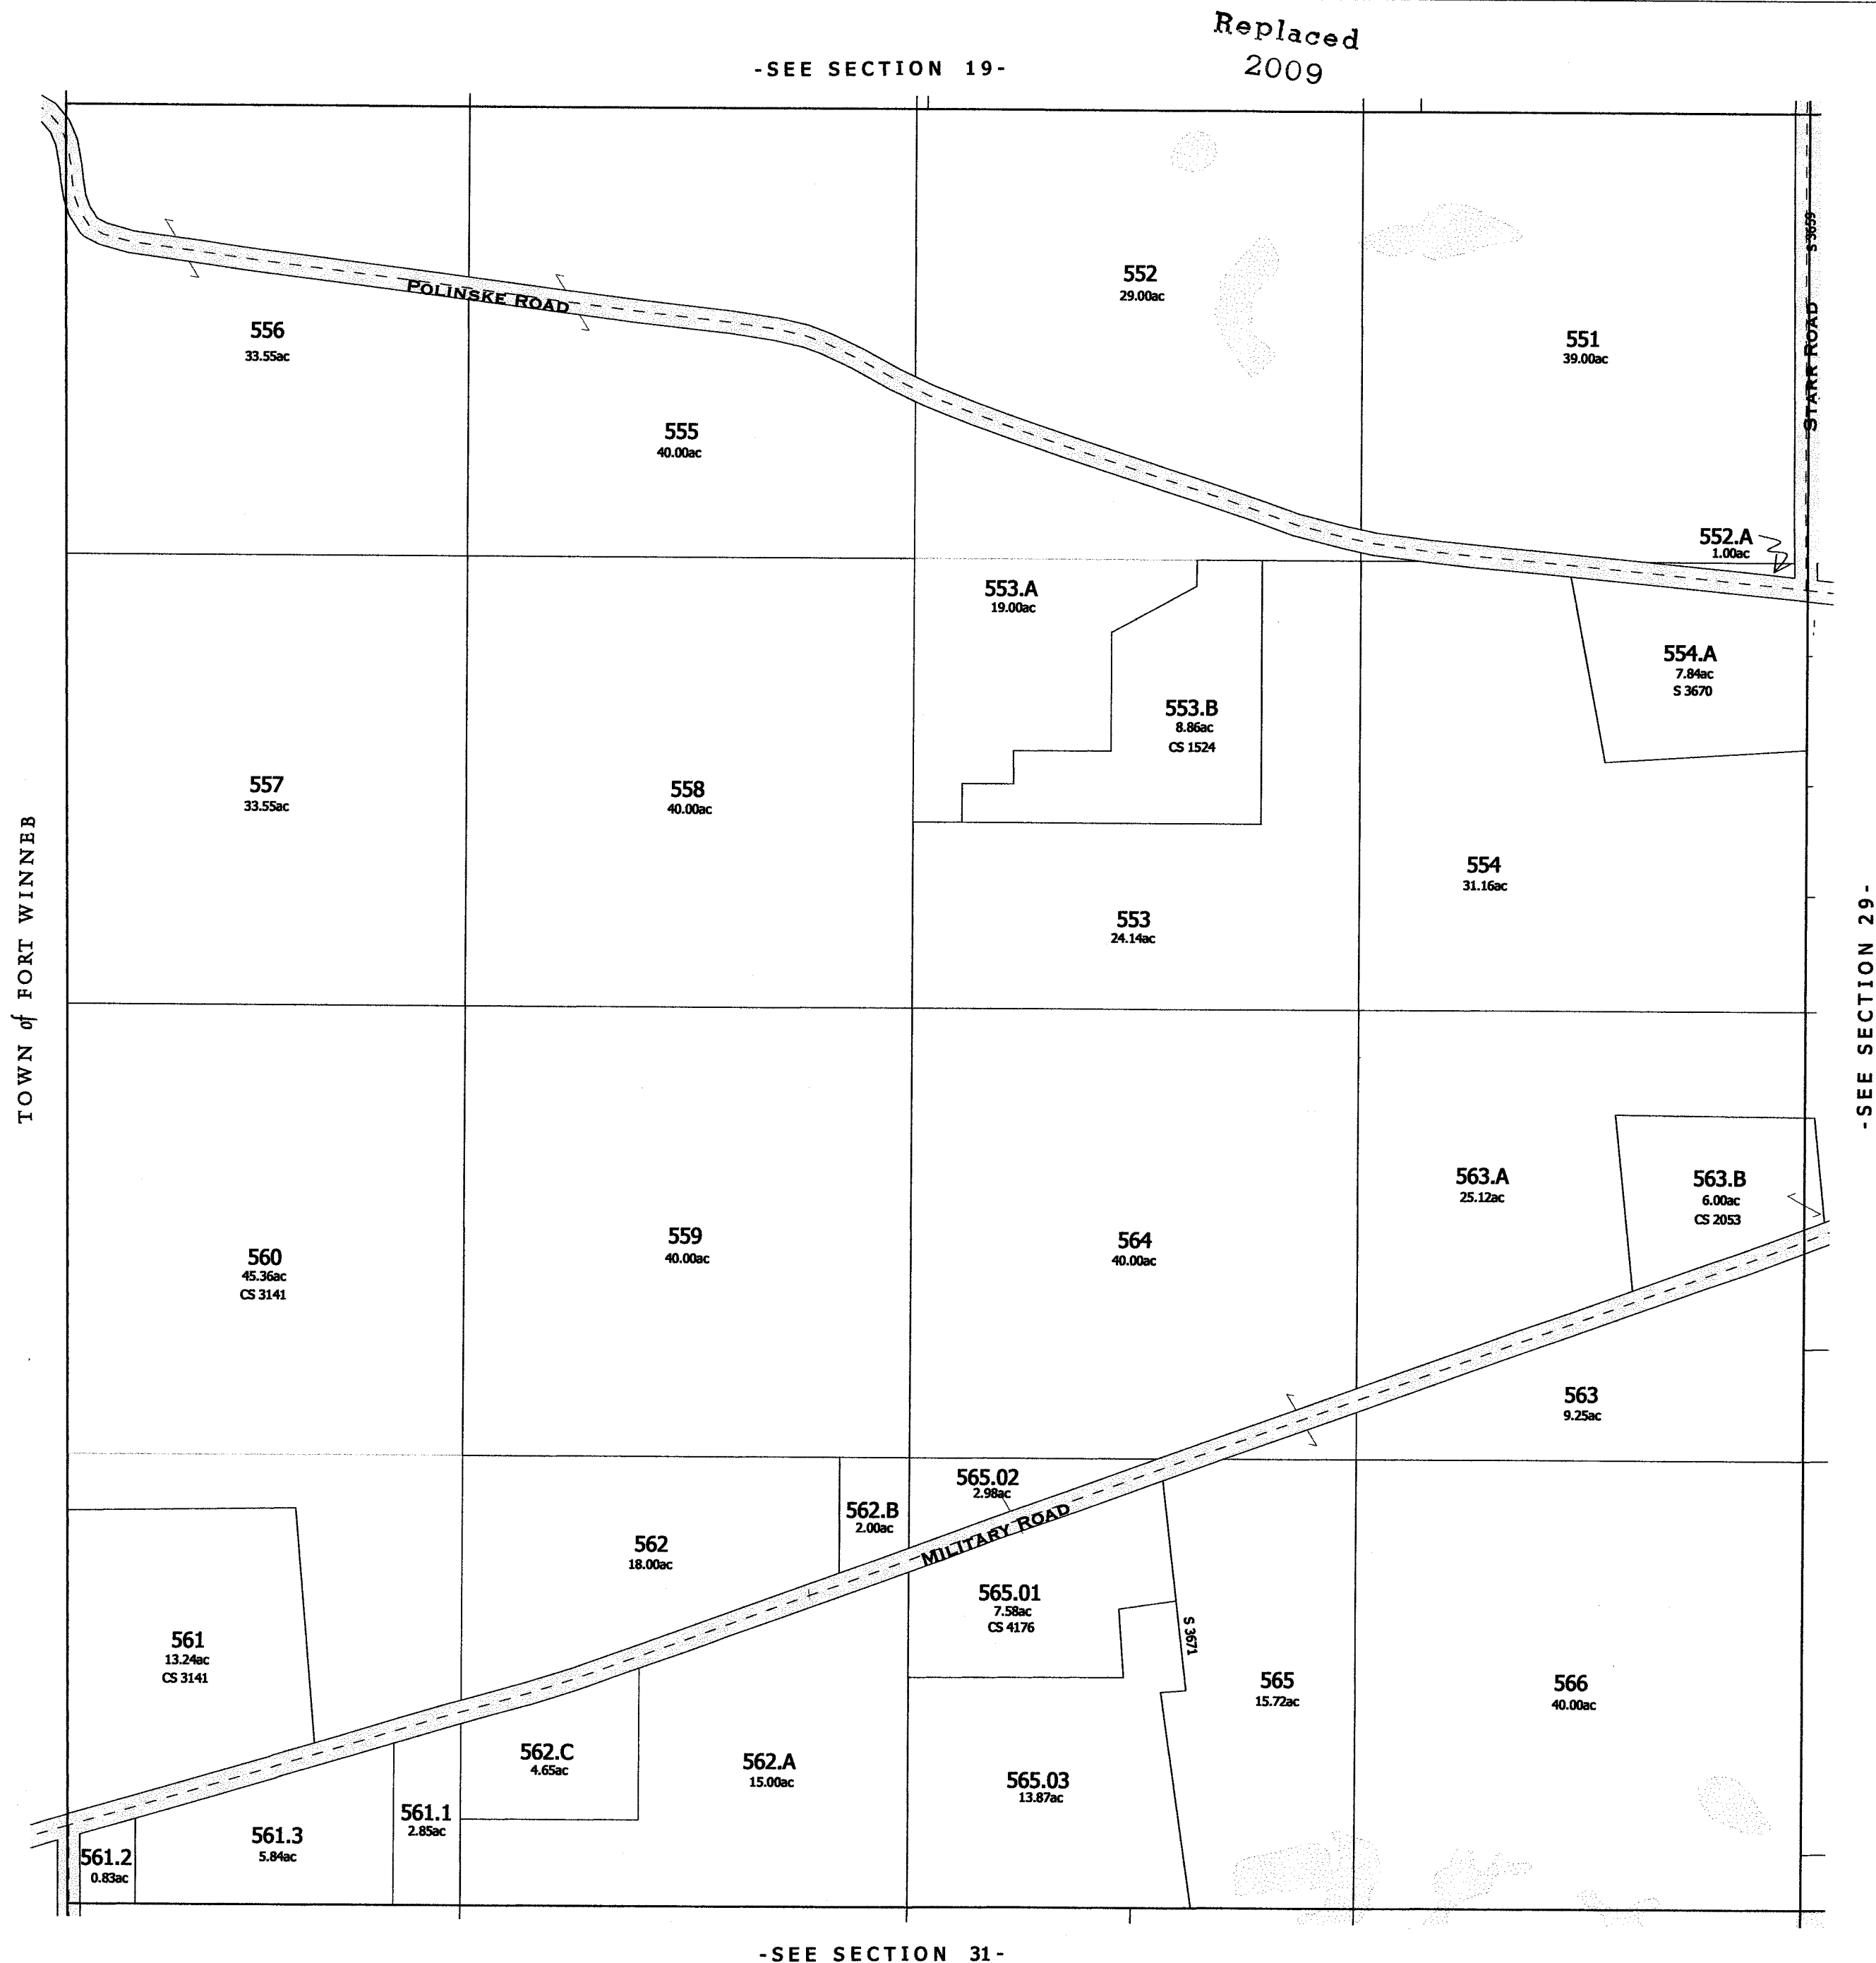 Replaced
2009
-SEE SECTION 19-
S 3659
STARR ROAD
POLINSKE ROAD
552
29.00ac
551
39.00ac
556
33.55ac
555
40.00ac
552.A
1.00ac
553.A
19.00ac
554.A
7.84ac
S 3670
553.B
8.86ac
CS 1524
557
33.55ac
558
40.00ac
554
31.16ac
553
24.14ac
TOWN of FORT WINNEB
-SEE SECTION 29-
563.A
25.12ac
563.B
6.00ac
CS 2053
560
45.36ac
CS 3141
559
40.00ac
564
40.00ac
563
9.25ac
565.02
2.98ac
562.B
2.00ac
562
18.00ac
MILITARY ROAD
565.01
7.58ac
CS 4176
S 3671
561
13.24ac
CS 3141
565
15.72ac
566
40.00ac
562.C
4.65ac
562.A
15.00ac
565.03
13.87ac
561.1
2.85ac
561.3
5.84ac
561.2
0.83ac
-SEE SECTION 31-